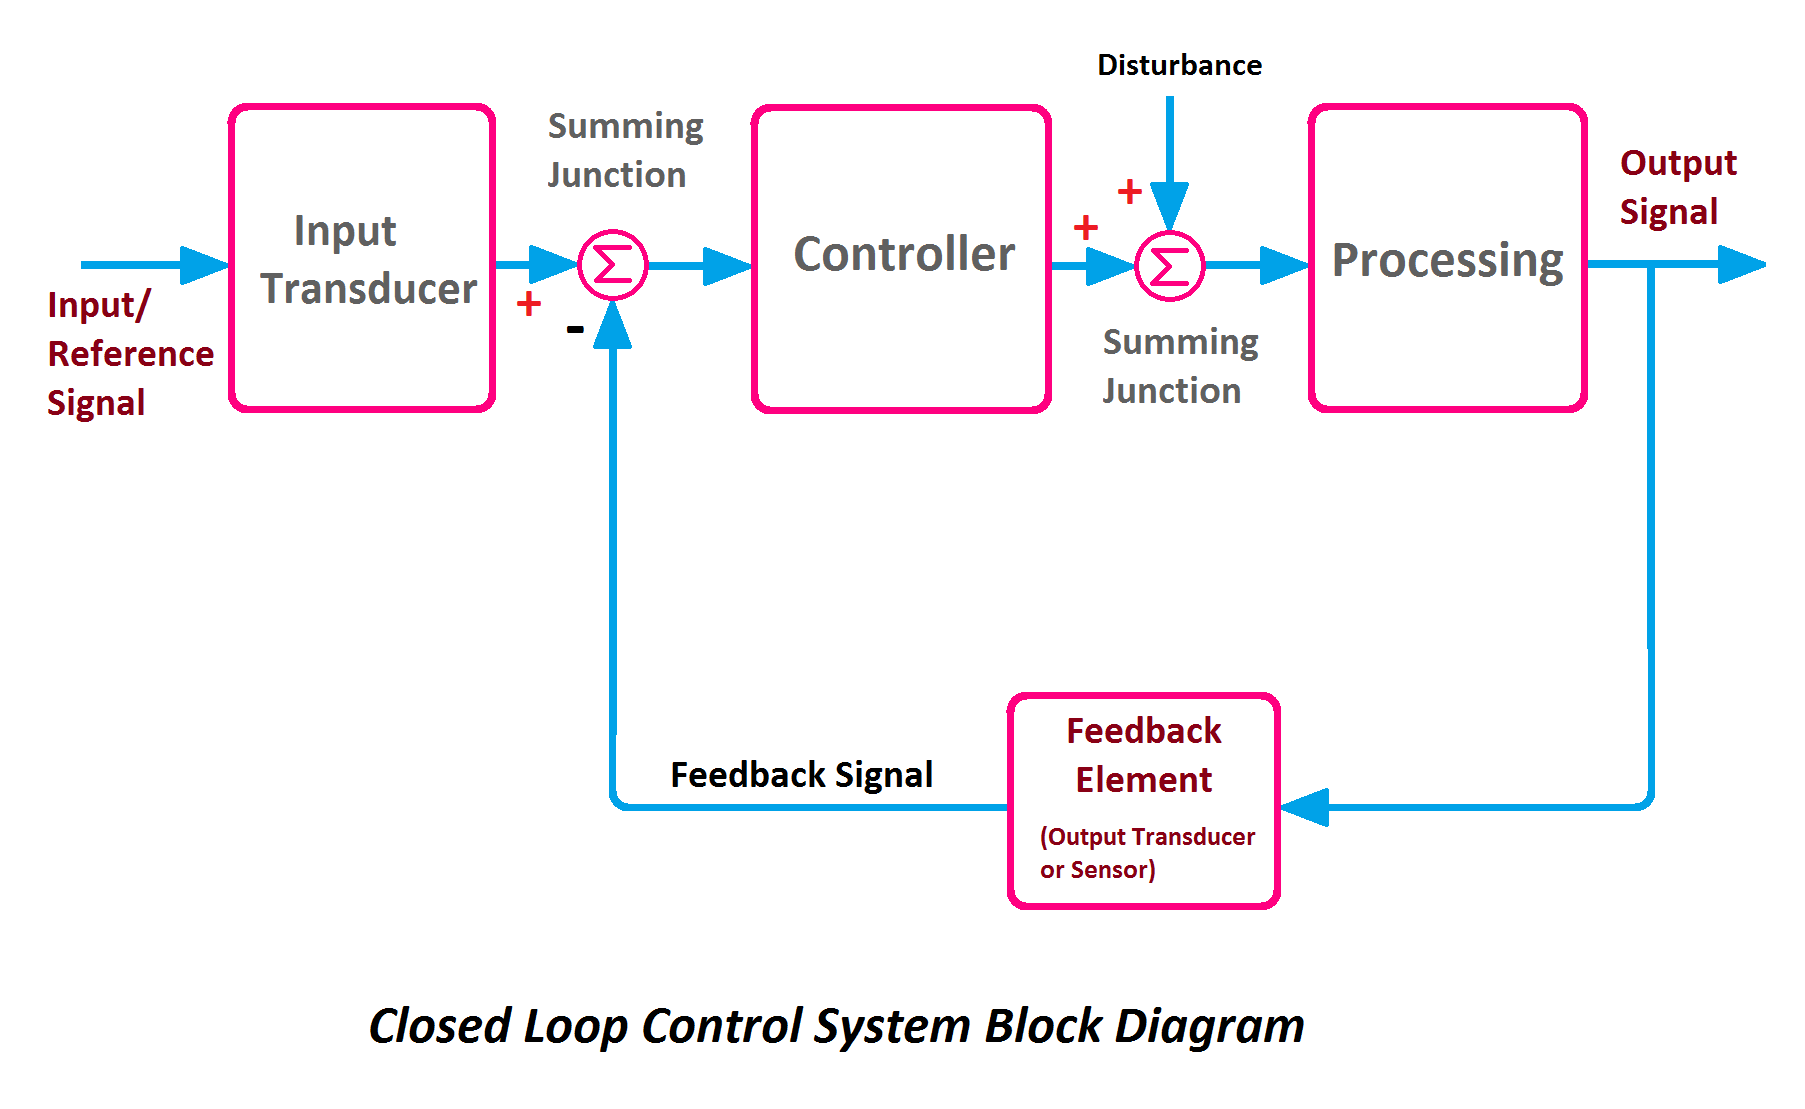 Disturbance
Summing
Junction
Output
Signal
+
+
Input
Transducer
Σ
Controller
Σ
Processing
Input/
Reference
Signal
+
-
Summing
Junction
Feedback
Element
(Output Transducer
or Sensor)
Feedback Signal
Closed Loop Control System Block Diagram